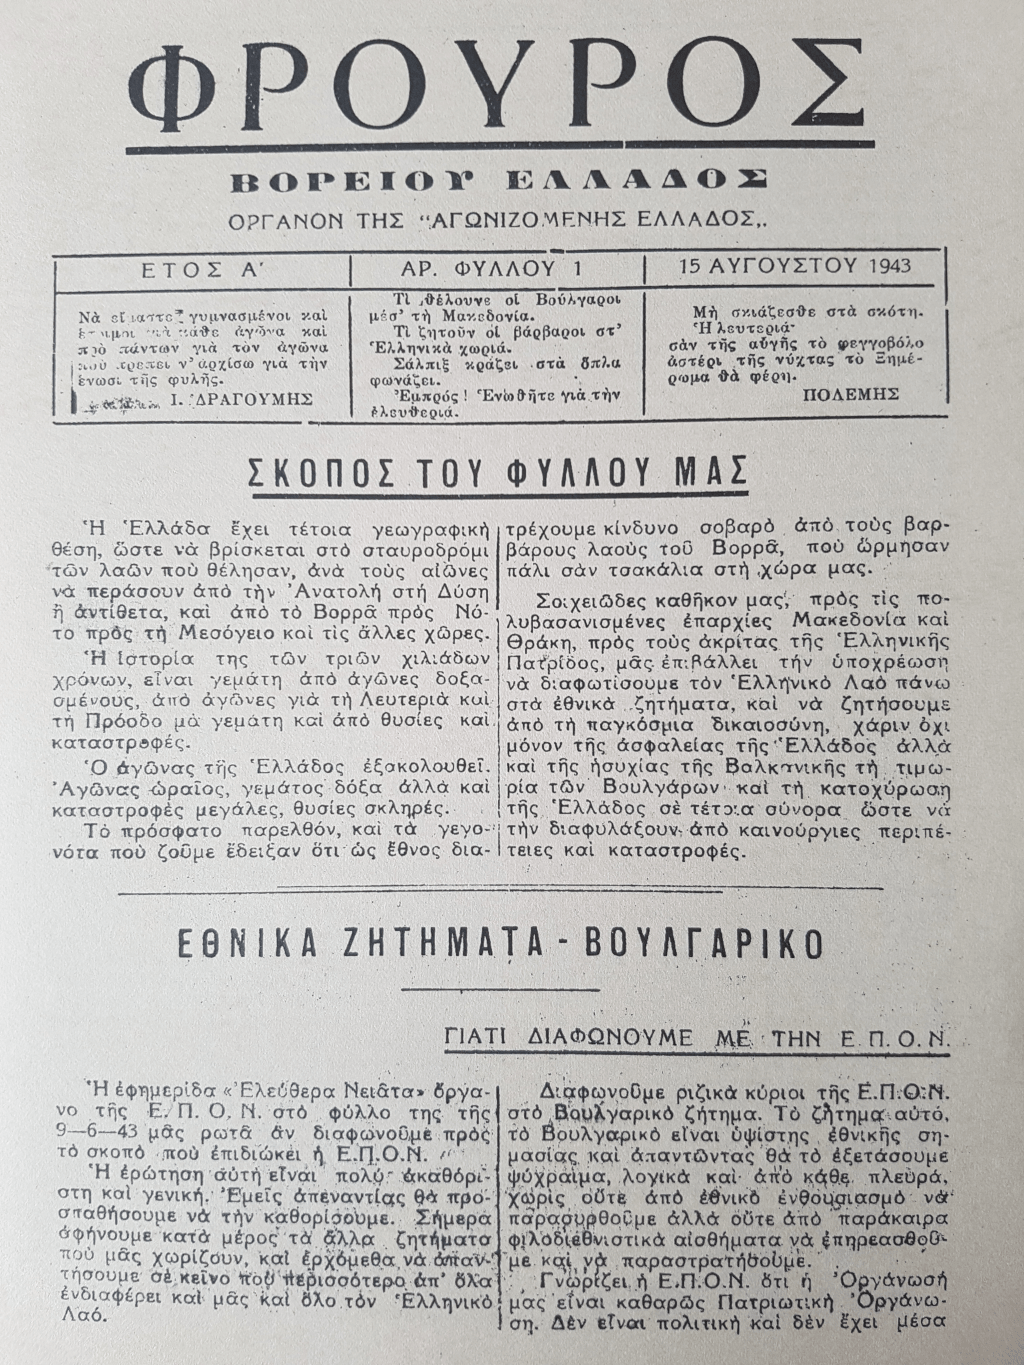 ΦΡΟΥΡΟΣ
ΒΟΡΕΙΟΥ ΕΛΛΑΔΟΣ
ΟΡΓΑΝΟΝ ΤΗΣ "ΑΓΩΝΙΖΟΜΕΝΗΣ ΕΛΛΑΔΟΣ,,
ΕΤΟΣ Α'
ΑΡ. ΦΥΛΛΟΥ 1
15 ΑΥΓΟΥΣΤΟΥ 1943
Νὰ εἴμαστε γυμνασμένοι καὶ
ἕτοιμοι γιὰ κάθε ἀγῶνα καὶ
πρὸ πάντων γιὰ τὸν ἀγῶνα
ποὺ πρέπει ν' ἀρχίσω γιὰ τὴν
ἕνωσι τῆς φυλῆς.
Ι. ΔΡΑΓΟΥΜΗΣ
Τὶ θέλουνε οἱ Βούλγαροι
μέσ' τὴ Μακεδονία.
Τὶ ζητοῦν οἱ βάρβαροι στ'
Ἑλληνικὰ χωριά.
Σάλπιξ κράζει στὰ ὅπλα
φωνάζει.
Ἐμπρός! Ἑνωθῆτε γιὰ τὴν
ἐλευθεριά.
Μὴ σκιάζεσθε στὰ σκότη.
Ἡ λευτεριὰ
σὰν τῆς αὐγῆς τὸ φεγγοβόλο
ἀστέρι τῆς νύχτας τὸ Ξημέ-
ρωμα θὰ φέρῃ.
ΠΟΛΕΜΗΣ
ΣΚΟΠΟΣ ΤΟΥ ΦΥΛΛΟΥ ΜΑΣ
Ἡ Ἑλλάδα ἔχει τέτοια γεωγραφικὴ
θέση, ὥστε νὰ βρίσκεται στὸ σταυροδρόμι
τῶν λαῶν ποὺ θέλησαν, ἀνὰ τοὺς αἰῶνες
νὰ περάσουν ἀπὸ τὴν Ἀνατολὴ στὴ Δύση
ἢ ἀντίθετα, καὶ ἀπὸ τὸ Βορρᾶ πρὸς Νό-
το πρὸς τὴ Μεσόγειο καὶ τὶς ἄλλες χῶρες.
Ἡ Ἱστορία της τῶν τριῶν χιλιάδων
χρόνων, εἶναι γεμάτη ἀπὸ ἀγῶνες δοξα-
σμένους, ἀπὸ ἀγῶνες γιὰ τὴ Λευτεριὰ καὶ
τὴ Πρόοδο μὰ γεμάτη καὶ ἀπὸ θυσίες καὶ
καταστροφές.
Ὁ ἀγῶνας τῆς Ἑλλάδος ἐξακολουθεῖ.
Ἀγῶνας ὡραῖος, γεμάτος δόξα ἀλλὰ καὶ
καταστροφὲς μεγάλες, θυσίες σκληρές.
Τὸ πρόσφατο παρελθόν, καὶ τὰ γεγο-
νότα ποὺ ζοῦμε ἔδειξαν ὅτι ὡς ἔθνος δια-
τρέχουμε κίνδυνο σοβαρὸ ἀπὸ τοὺς βαρ-
βάρους λαοὺς τοῦ Βορρᾶ, ποὺ ὥρμησαν
πάλι σὰν τσακάλια στὴ χώρα μας.
Σοιχειῶδες καθῆκον μας, πρὸς τὶς πο-
λυβασανισμένες ἐπαρχίες Μακεδονία καὶ
Θράκη, πρὸς τοὺς ἀκρίτας τῆς Ἑλληνικῆς
Πατρίδος, μᾶς ἐπιβάλλει τὴν ὑποχρέωση
νὰ διαφωτίσουμε τὸν Ἑλληνικὸ Λαὸ πάνω
στὰ ἐθνικὰ ζητήματα, καὶ νὰ ζητήσουμε
ἀπὸ τὴ παγκόσμια δικαιοσύνη, χάριν ὄχι
μόνον τῆς ἀσφαλείας τῆς Ἑλλάδος ἀλλὰ
καὶ τῆς ἡσυχίας τῆς Βαλκανικῆς τὴ τιμω-
ρία τῶν Βουλγάρων καὶ τὴ κατοχύρωση
τῆς Ἑλλάδος σὲ τέτοια σύνορα ὥστε νὰ
τὴν διαφυλάξουν ἀπὸ καινούργιες περιπέ-
τειες καὶ καταστροφές.
ΕΘΝΙΚΑ ΖΗΤΗΜΑΤΑ - ΒΟΥΛΓΑΡΙΚΟ
ΓΙΑΤΙ ΔΙΑΦΩΝΟΥΜΕ ΜΕ ΤΗΝ Ε. Π. Ο. Ν.
Ἡ ἐφημερίδα «Ἐλεύθερα Νειᾶτα» ὄργα-
νο τῆς Ε. Π. Ο. Ν. στὸ φύλλο της τῆς
9—6—43 μᾶς ρωτᾶ ἂν διαφωνοῦμε πρὸς
τὸ σκοπὸ ποὺ ἐπιδιώκει ἡ Ε.Π.Ο.Ν.
Ἡ ἐρώτηση αὐτὴ εἶναι πολὺ ἀκαθόρι-
στη καὶ γενική. Ἐμεῖς ἀπεναντίας θὰ προ-
σπαθήσουμε νὰ τὴν καθορίσουμε. Σήμερα
ἀφήνουμε κατὰ μέρος τὰ ἄλλα ζητήματα
ποὺ μᾶς χωρίζουν, καὶ ἐρχόμεθα νὰ ἀπαν-
τήσουμε σὲ κεῖνο ποὺ περισσότερο ἀπ' ὅλα
ἐνδιαφέρει καὶ μᾶς καὶ ὅλο τὸν Ἑλληνικὸ
Λαό.
Διαφωνοῦμε ριζικὰ κύριοι τῆς Ε.Π.Ο.Ν.
στὸ Βουλγαρικὸ ζήτημα. Τὸ ζήτημα αὐτό,
τὸ Βουλγαρικὸ εἶναι ὑψίστης ἐθνικῆς ση-
μασίας καὶ ἀπαντῶντας θὰ τὸ ἐξετάσουμε
ψύχραιμα, λογικὰ καὶ ἀπὸ κάθε πλευρά,
χωρὶς οὔτε ἀπὸ ἐθνικὸ ἐνθουσιασμὸ νὰ
παρασυρθοῦμε ἀλλὰ οὔτε ἀπὸ παράκαιρα
φιλοδιεθνιστικὰ αἰσθήματα νὰ ἐπηρεασθοῦ-
με καὶ νὰ παραστρατήσουμε.
Γνωρίζει ἡ Ε.Π.Ο.Ν. ὅτι ἡ Ὀργάνωσή
μας εἶναι καθαρῶς Πατριωτικὴ Ὀργάνω-
ση. Δὲν εἶναι πολιτικὴ καὶ δὲν ἔχει μέσα